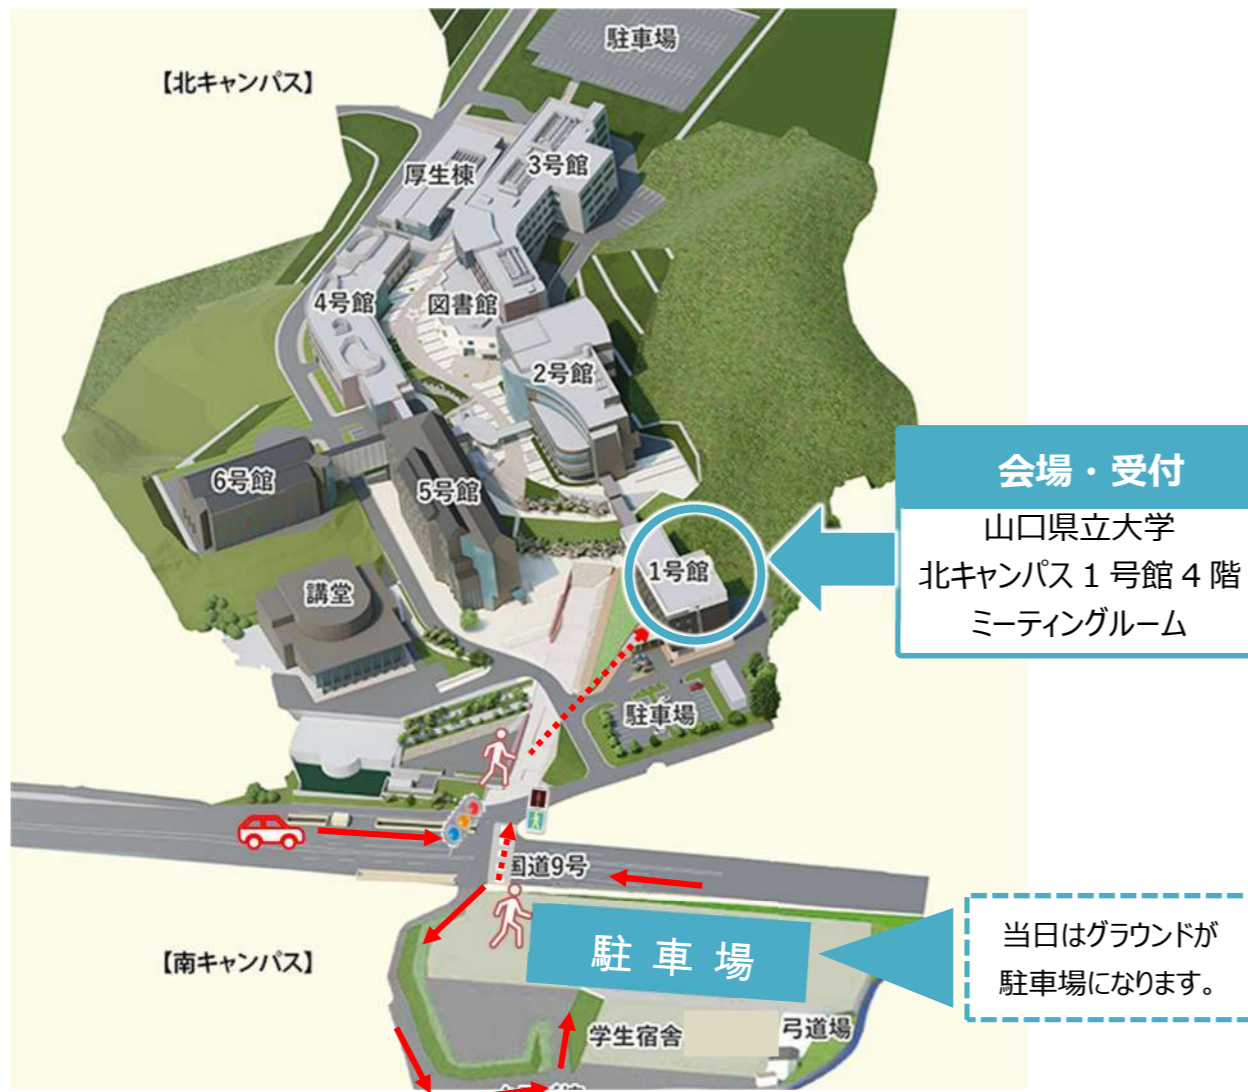 駐車場
【北キャンパス】
3号館
厚生棟
4号館
図書館
2号館
6号館
5号館
1号館
講堂
駐車場
会場・受付
山口県立大学
北キャンパス 1 号館 4 階
ミーティングルーム
国道9号
【南キャンパス】
駐 車 場
当日はグラウンドが
駐車場になります。
学生宿舎
弓道場